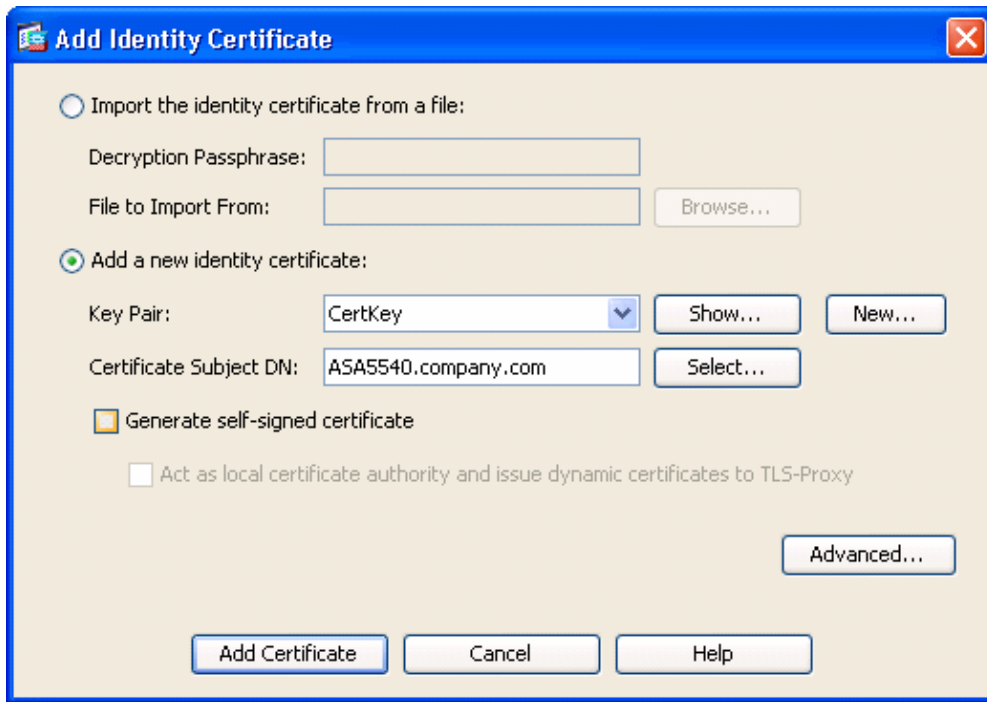 Add Identity Certificate
Import the identity certificate from a file:
Decryption Passphrase:
File to Import From: Browse...
Add a new identity certificate:
Key Pair: CertKey Show... New...
Certificate Subject DN: ASA5540.company.com Select...
Generate self-signed certificate
Act as local certificate authority and issue dynamic certificates to TLS-Proxy
Advanced...
Add Certificate Cancel Help